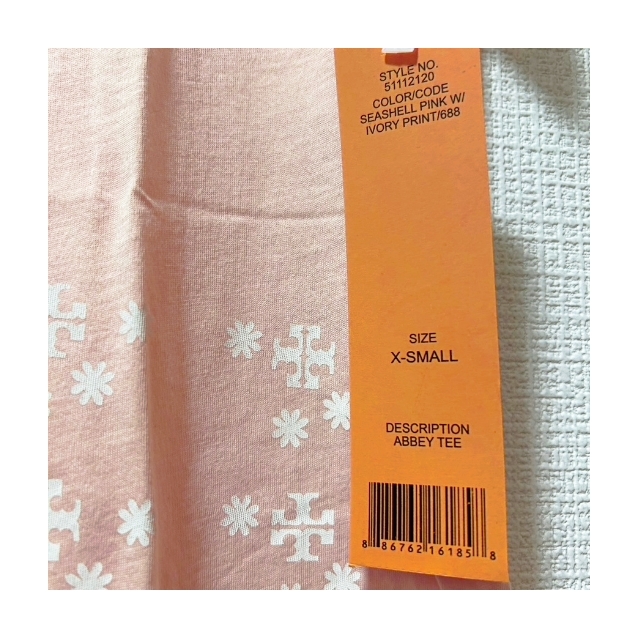 STYLE NO.
51112120
COLOR/CODE
SEASHELL PINK W/
IVORY PRINT/688
SIZE
X-SMALL
DESCRIPTION
ABBEY TEE
8 86762 16185 8